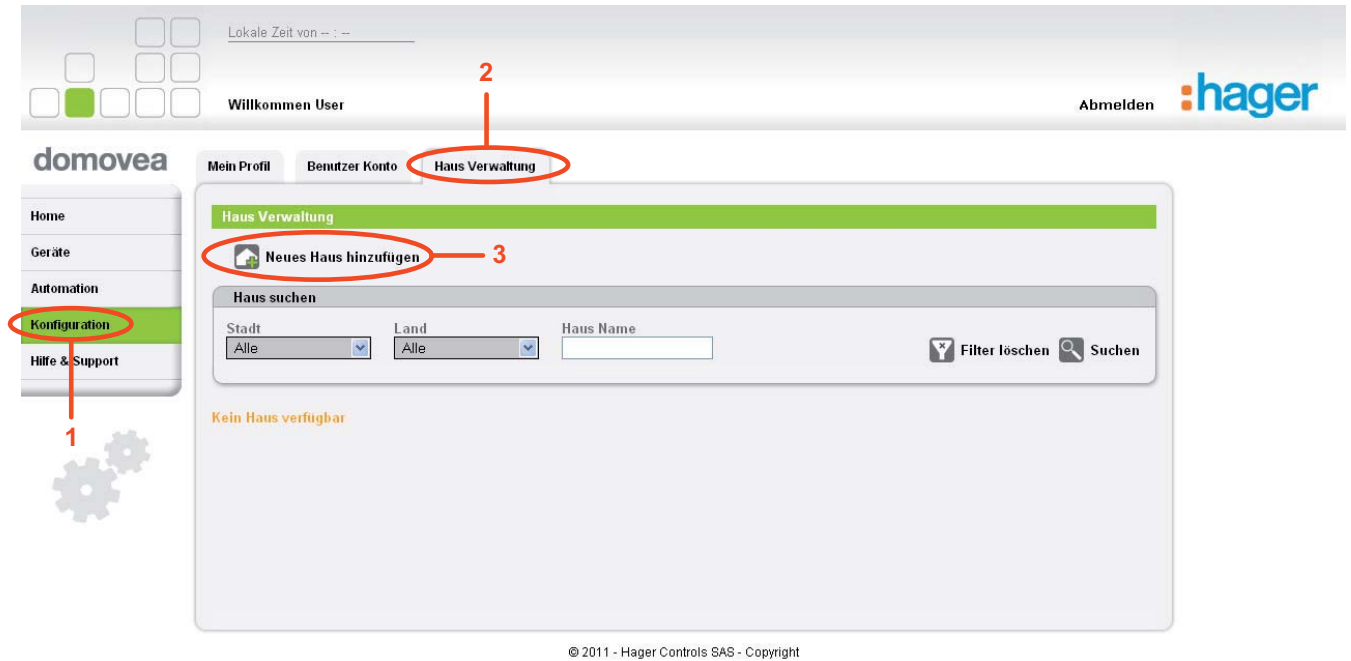 Lokale Zeit von -- : --
2
Willkommen User
Abmelden
:hager
domovea
Mein Profil
Benutzer Konto
Haus Verwaltung
Home
Geräte
Automation
Konfiguration
Hilfe & Support
1
Haus Verwaltung
Neues Haus hinzufügen
3
Haus suchen
Stadt
Land
Haus Name
Alle
Alle
Filter löschen
Suchen
Kein Haus verfügbar
© 2011 - Hager Controls SAS - Copyright